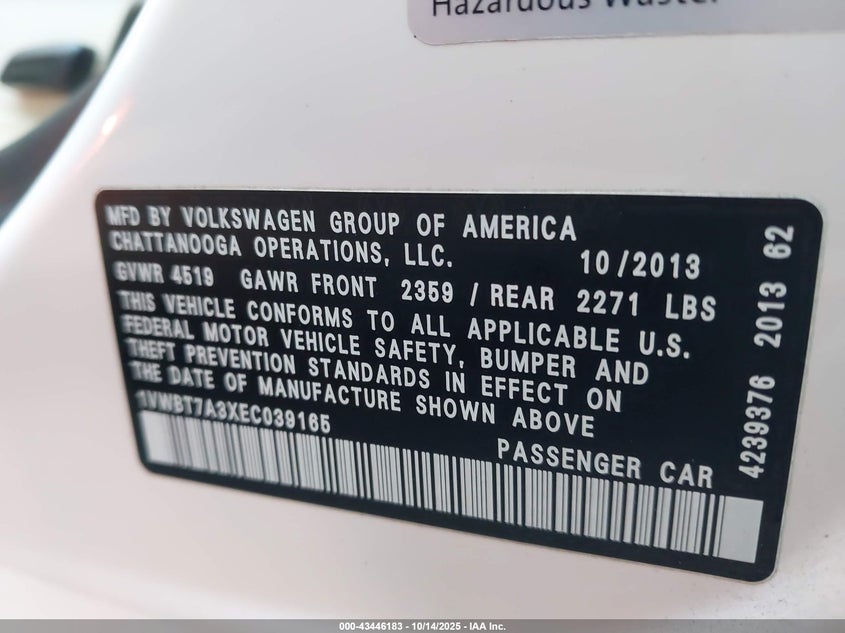 Hazardous Waste.
MFD BY VOLKSWAGEN GROUP OF AMERICA
CHATTANOOGA OPERATIONS, LLC. 10/2013
GVWR 4519 GAWR FRONT 2359 / REAR 2271 LBS
THIS VEHICLE CONFORMS TO ALL APPLICABLE U.S.
FEDERAL MOTOR VEHICLE SAFETY, BUMPER AND
THEFT PREVENTION STANDARDS IN EFFECT ON
THE DATE OF MANUFACTURE SHOWN ABOVE
1VWBT7A3XEC039165
PASSENGER CAR
4239376 2013 62
000-43446183 - 10/14/2025 - IAA Inc.